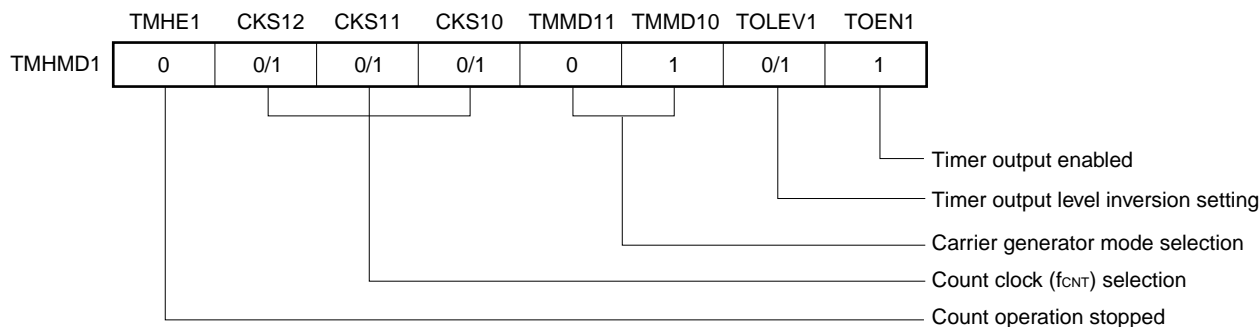 TMHE1 CKS12 CKS11 CKS10 TMMD11 TMMD10 TOLEV1 TOEN1
TMHMD1 0 0/1 0/1 0/1 0 1 0/1 1
Timer output enabled
Timer output level inversion setting
Carrier generator mode selection
Count clock (fCNT) selection
Count operation stopped